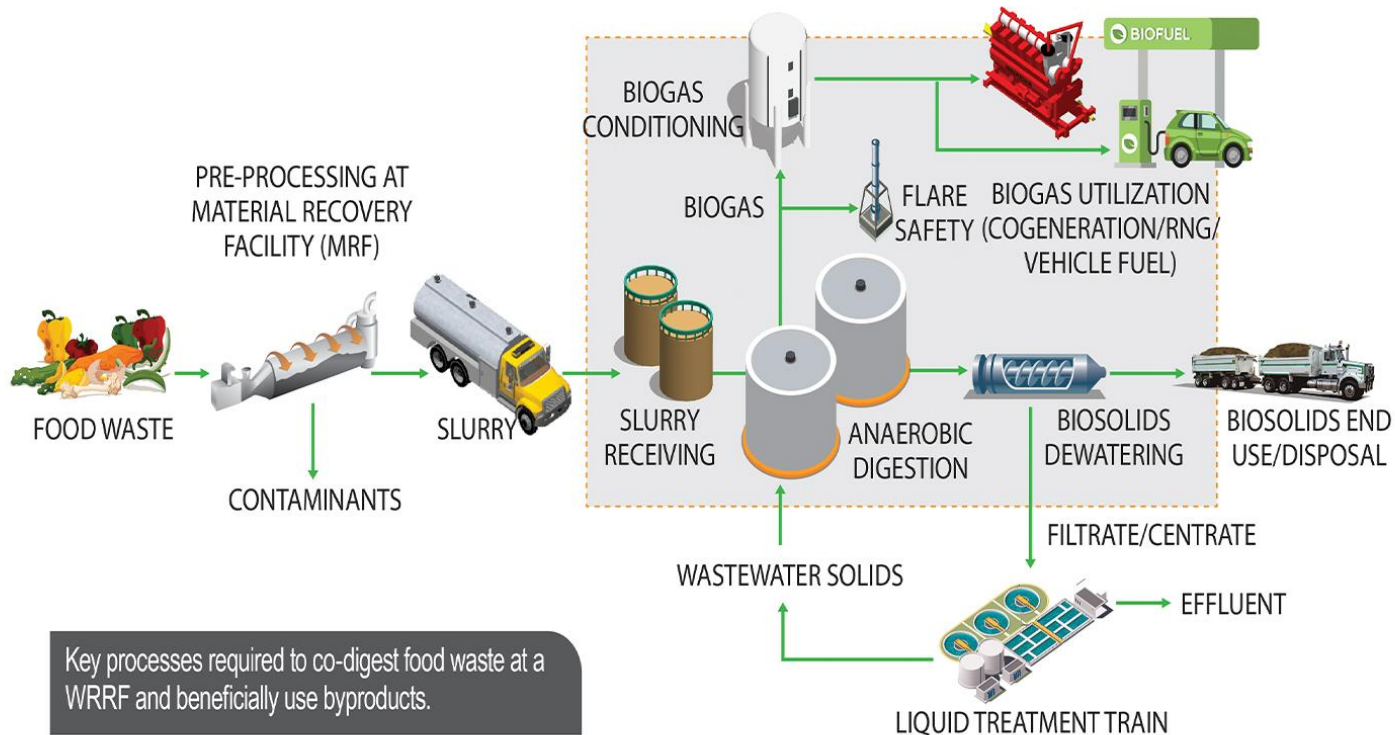 BIOFUEL
BIOGAS
CONDITIONING
PRE-PROCESSING AT
MATERIAL RECOVERY
FACILITY (MRF)
BIOGAS
FLARE
SAFETY
BIOGAS UTILIZATION
(COGENERATION/RNG/
VEHICLE FUEL)
FOOD WASTE
SLURRY
SLURRY
RECEIVING
ANAEROBIC
DIGESTION
BIOSOLIDS
DEWATERING
BIOSOLIDS END
USE/DISPOSAL
CONTAMINANTS
FILTRATE/CENTRATE
WASTEWATER SOLIDS
EFFLUENT
LIQUID TREATMENT TRAIN
Key processes required to co-digest food waste at a
WRRF and beneficially use byproducts.